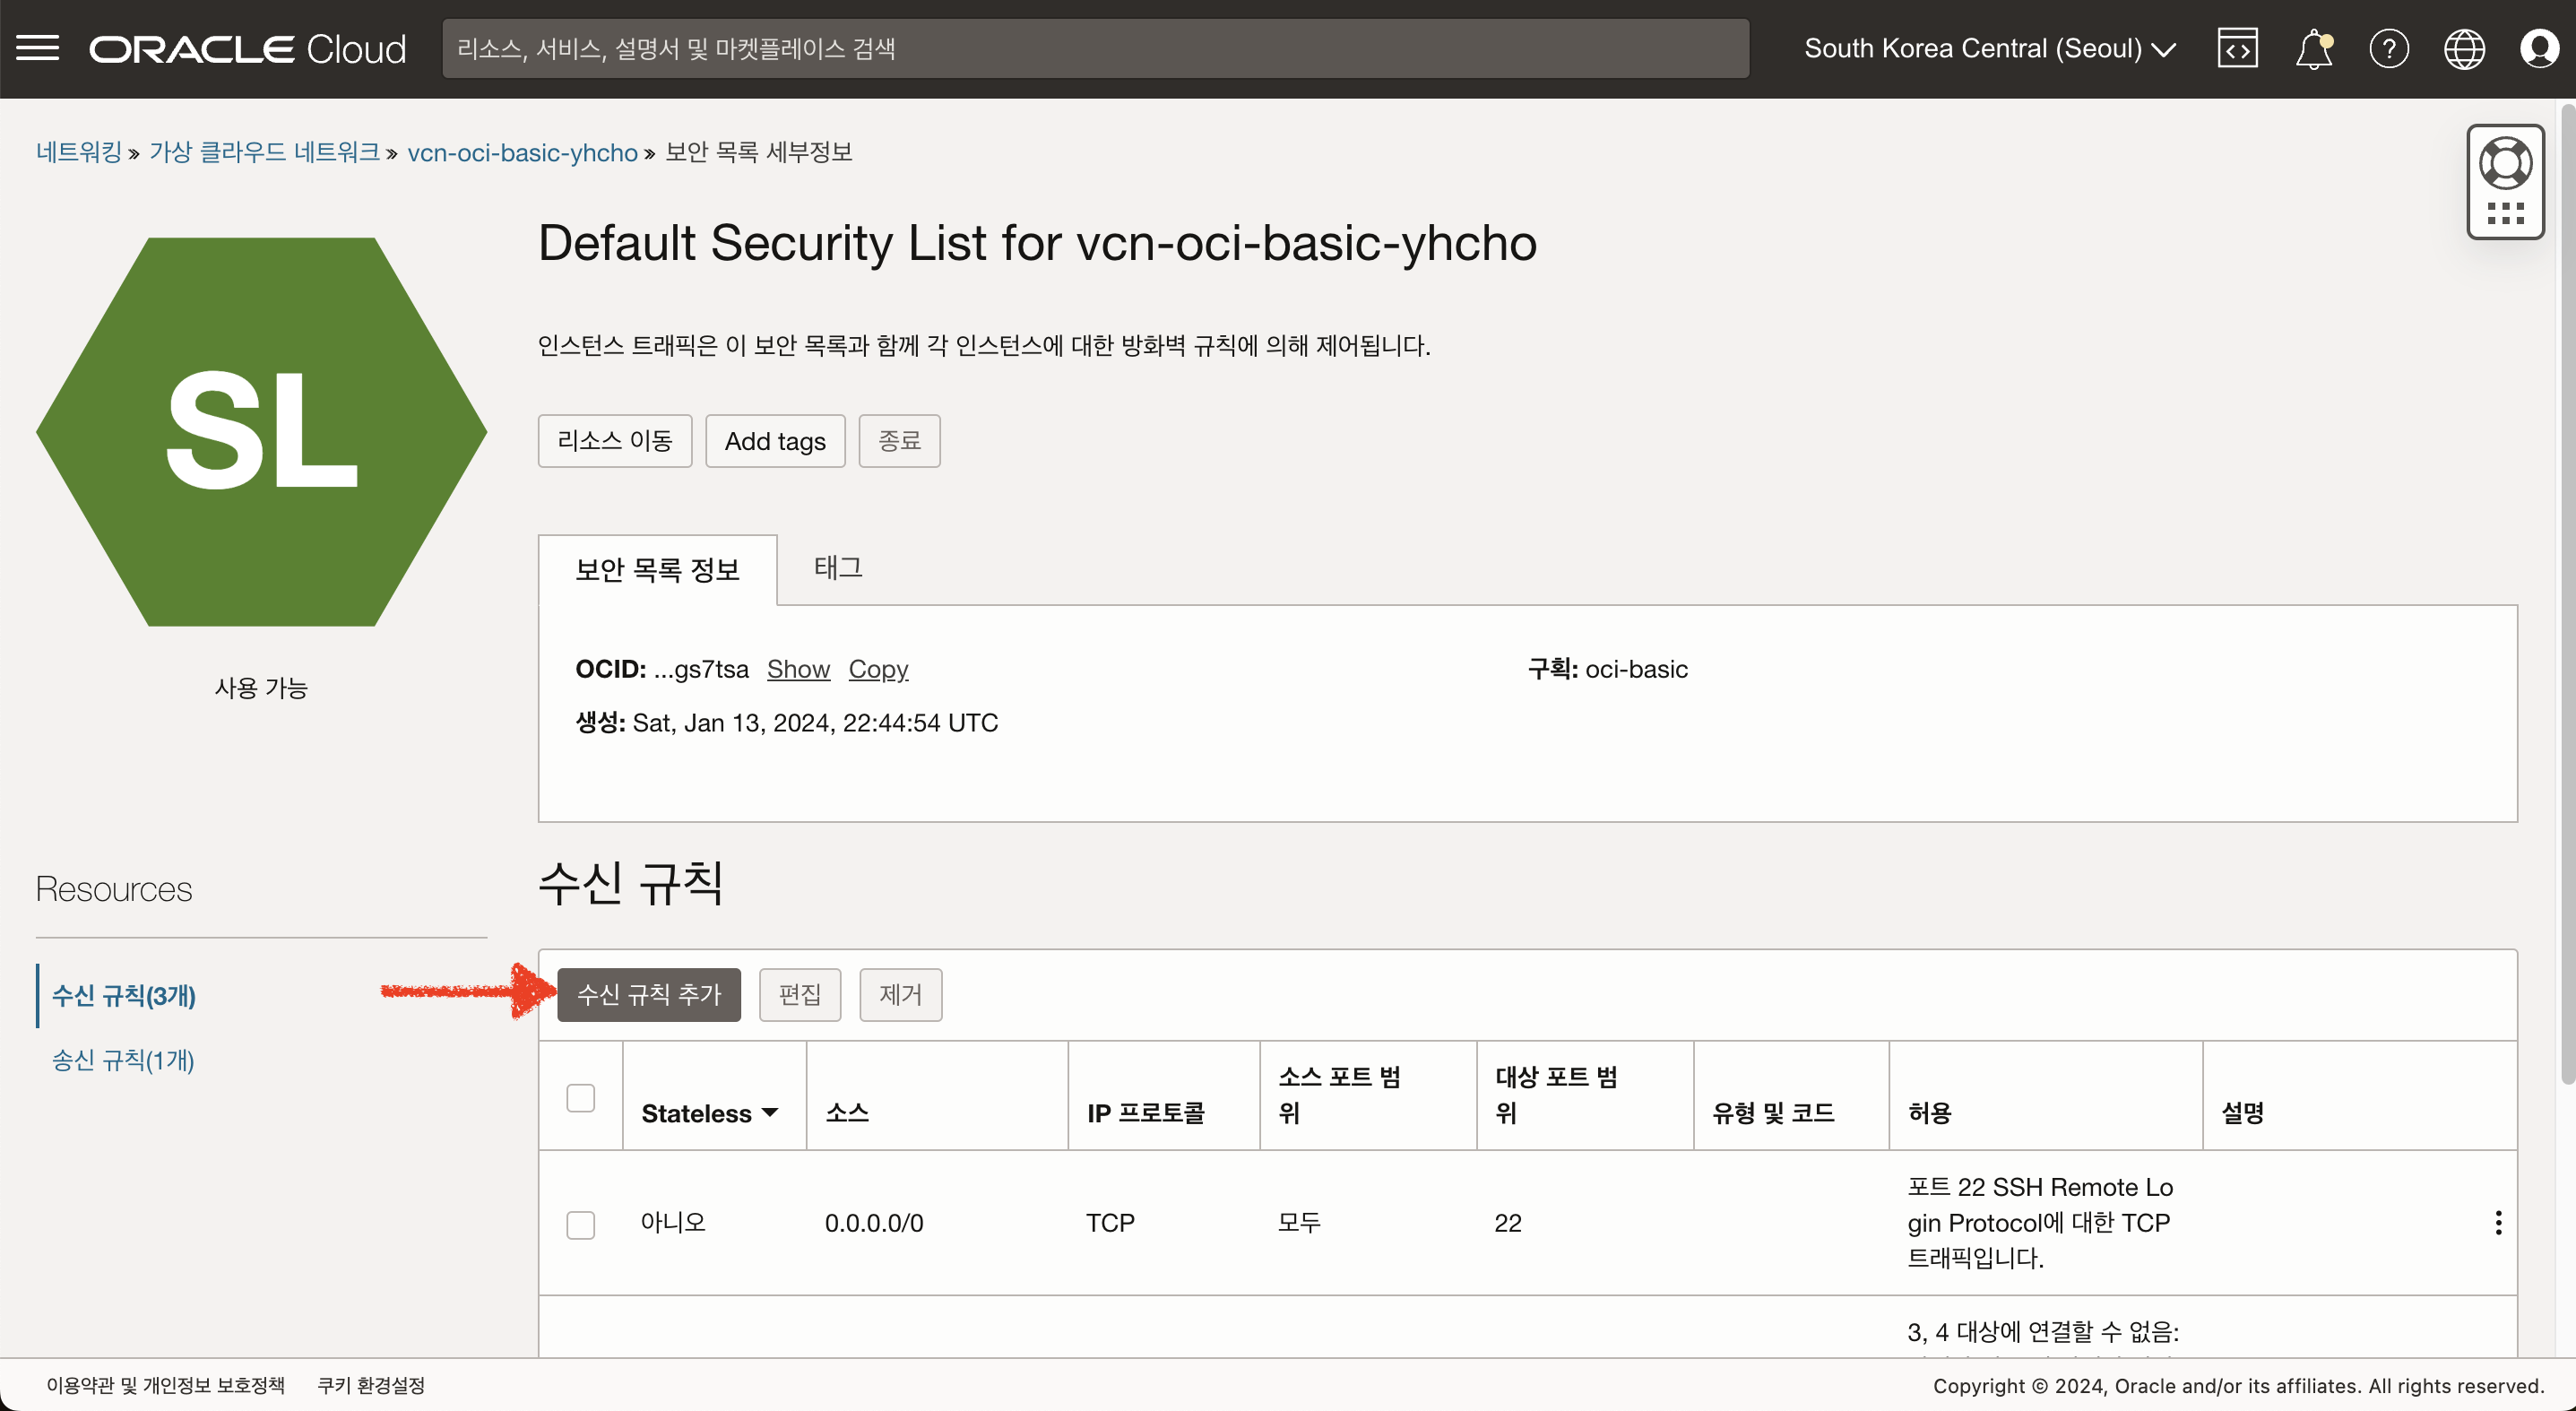 ORACLE Cloud
리소스, 서비스, 설명서 및 마켓플레이스 검색
South Korea Central (Seoul)
네트워킹 » 가상 클라우드 네트워크 » vcn-oci-basic-yhcho » 보안 목록 세부정보
SL
사용 가능
Default Security List for vcn-oci-basic-yhcho
인스턴스 트래픽은 이 보안 목록과 함께 각 인스턴스에 대한 방화벽 규칙에 의해 제어됩니다.
리소스 이동 Add tags 종료
보안 목록 정보 태그
OCID: ...gs7tsa Show Copy 구획: oci-basic
생성: Sat, Jan 13, 2024, 22:44:54 UTC
Resources
수신 규칙(3개)
송신 규칙(1개)
수신 규칙
수신 규칙 추가 편집 제거
Stateless 소스 IP 프로토콜 소스 포트 범
위 대상 포트 범
위 유형 및 코드 허용 설명
아니오 0.0.0.0/0 TCP 모두 22 포트 22 SSH Remote Lo
gin Protocol에 대한 TCP
트래픽입니다.
3, 4 대상에 연결할 수 없음:
이용약관 및 개인정보 보호정책 쿠키 환경설정
Copyright © 2024, Oracle and/or its affiliates. All rights reserved.